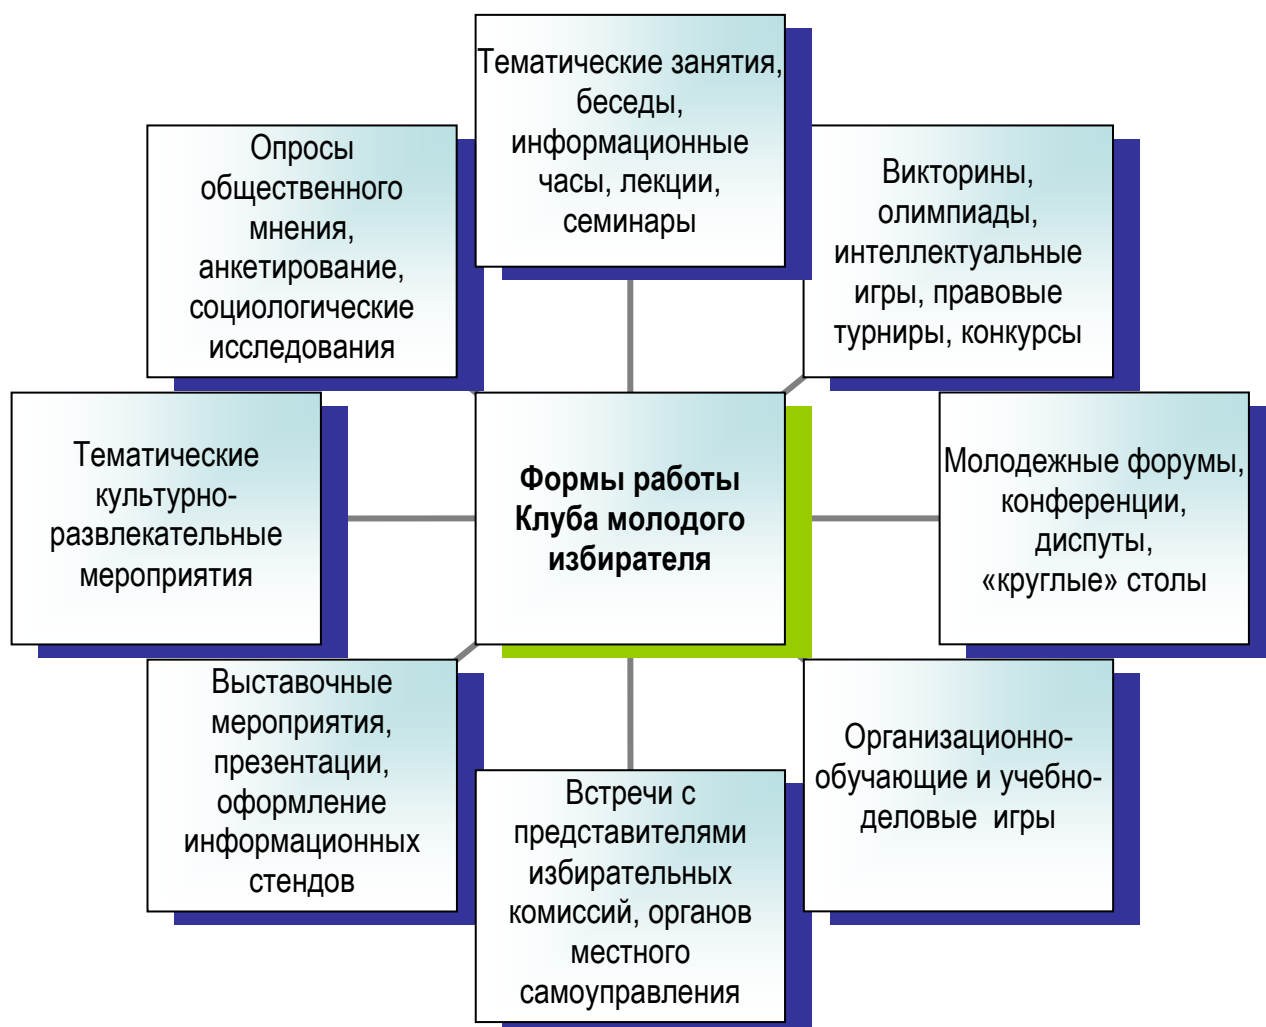 Тематические занятия,
беседы,
информационные
часы, лекции,
семинары
Опросы
общественного
мнения,
анкетирование,
социологические
исследования
Викторины,
олимпиады,
интеллектуальные
игры, правовые
турниры, конкурсы
Тематические
культурно-
развлекательные
мероприятия
Формы работы
Клуба молодого
избирателя
Молодежные форумы,
конференции,
диспуты,
«круглые» столы
Выставочные
мероприятия,
презентации,
оформление
информационных
стендов
Встречи с
представителями
избирательных
комиссий, органов
местного
самоуправления
Организационно-
обучающие и учебно-
деловые  игры